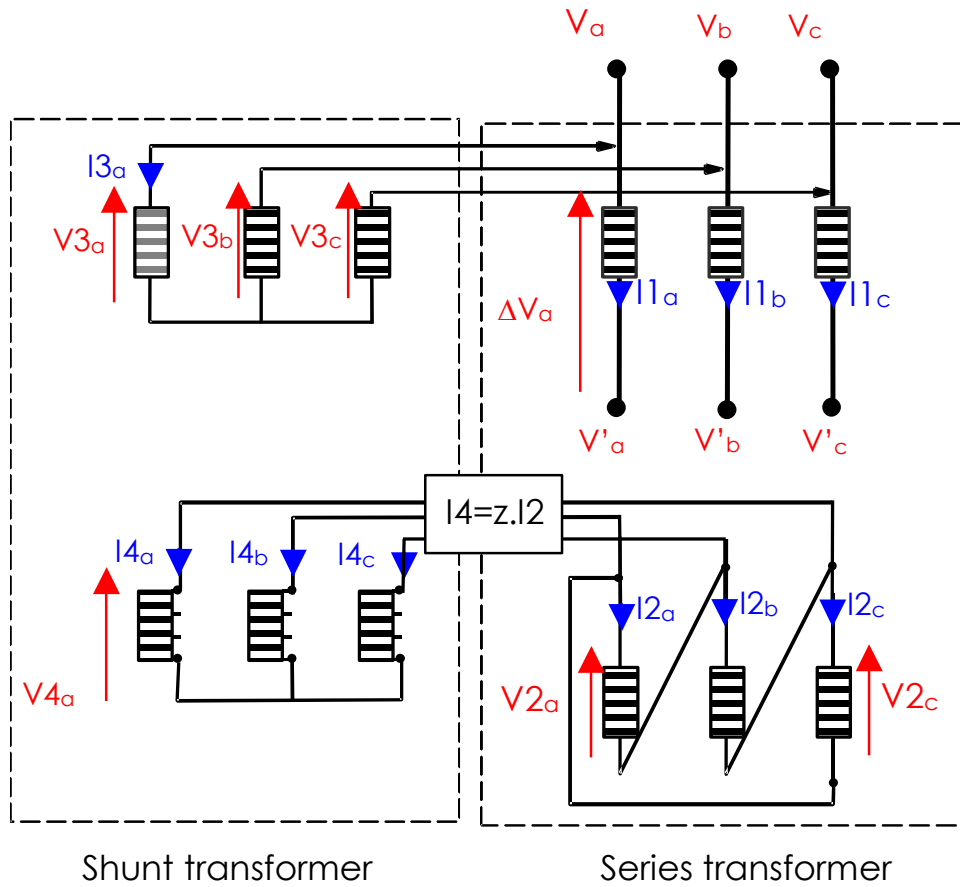 Va Vb Vc
I3a
V3a V3b V3c
I1a I1b I1c
ΔVa
V'a V'b V'c
I4=z.I2
I4a I4b I4c
I2a I2b I2c
V4a V2a V2c
Shunt transformer Series transformer